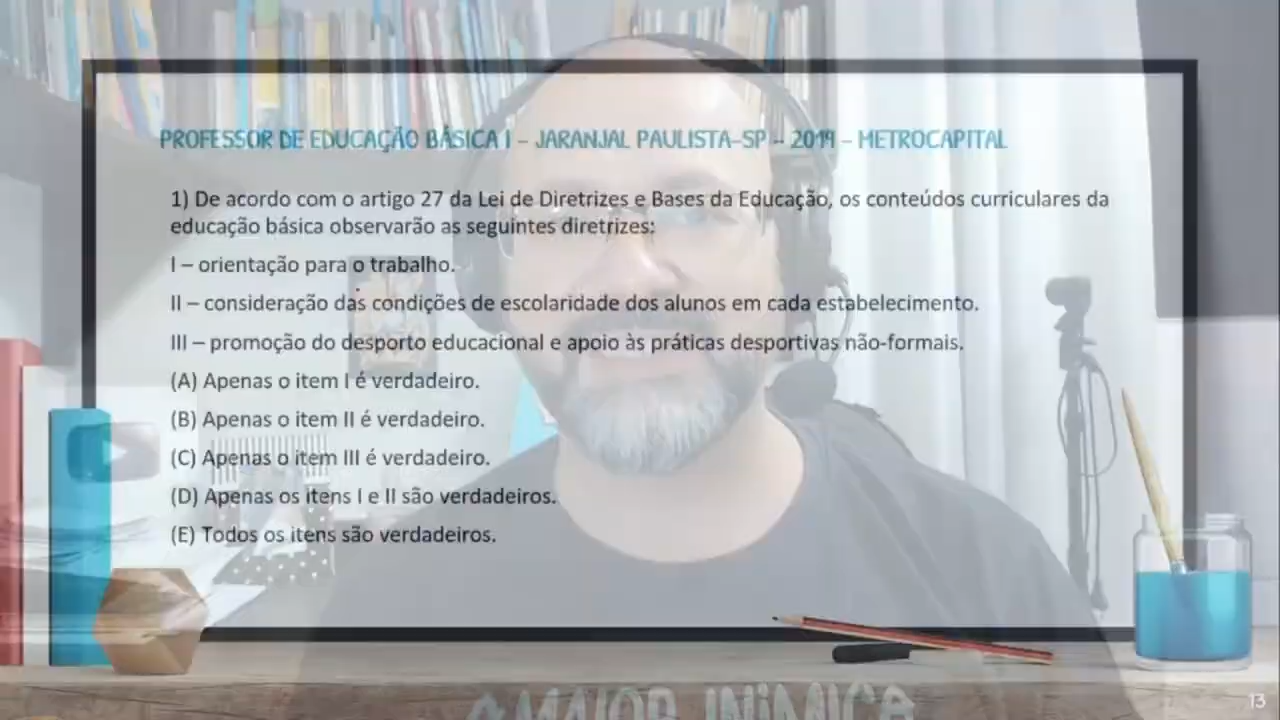 PROFESSOR DE EDUCAÇÃO BÁSICA I – JARANJAL PAULISTA-SP – 2019 – METROCAPITAL
1) De acordo com o artigo 27 da Lei de Diretrizes e Bases da Educação, os conteúdos curriculares da
educação básica observarão as seguintes diretrizes:
I – orientação para o trabalho.
II – consideração das condições de escolaridade dos alunos em cada estabelecimento.
III – promoção do desporto educacional e apoio às práticas desportivas não-formais.
(A) Apenas o item I é verdadeiro.
(B) Apenas o item II é verdadeiro.
(C) Apenas o item III é verdadeiro.
(D) Apenas os itens I e II são verdadeiros.
(E) Todos os itens são verdadeiros.
A MAIOR INIMIGA
13